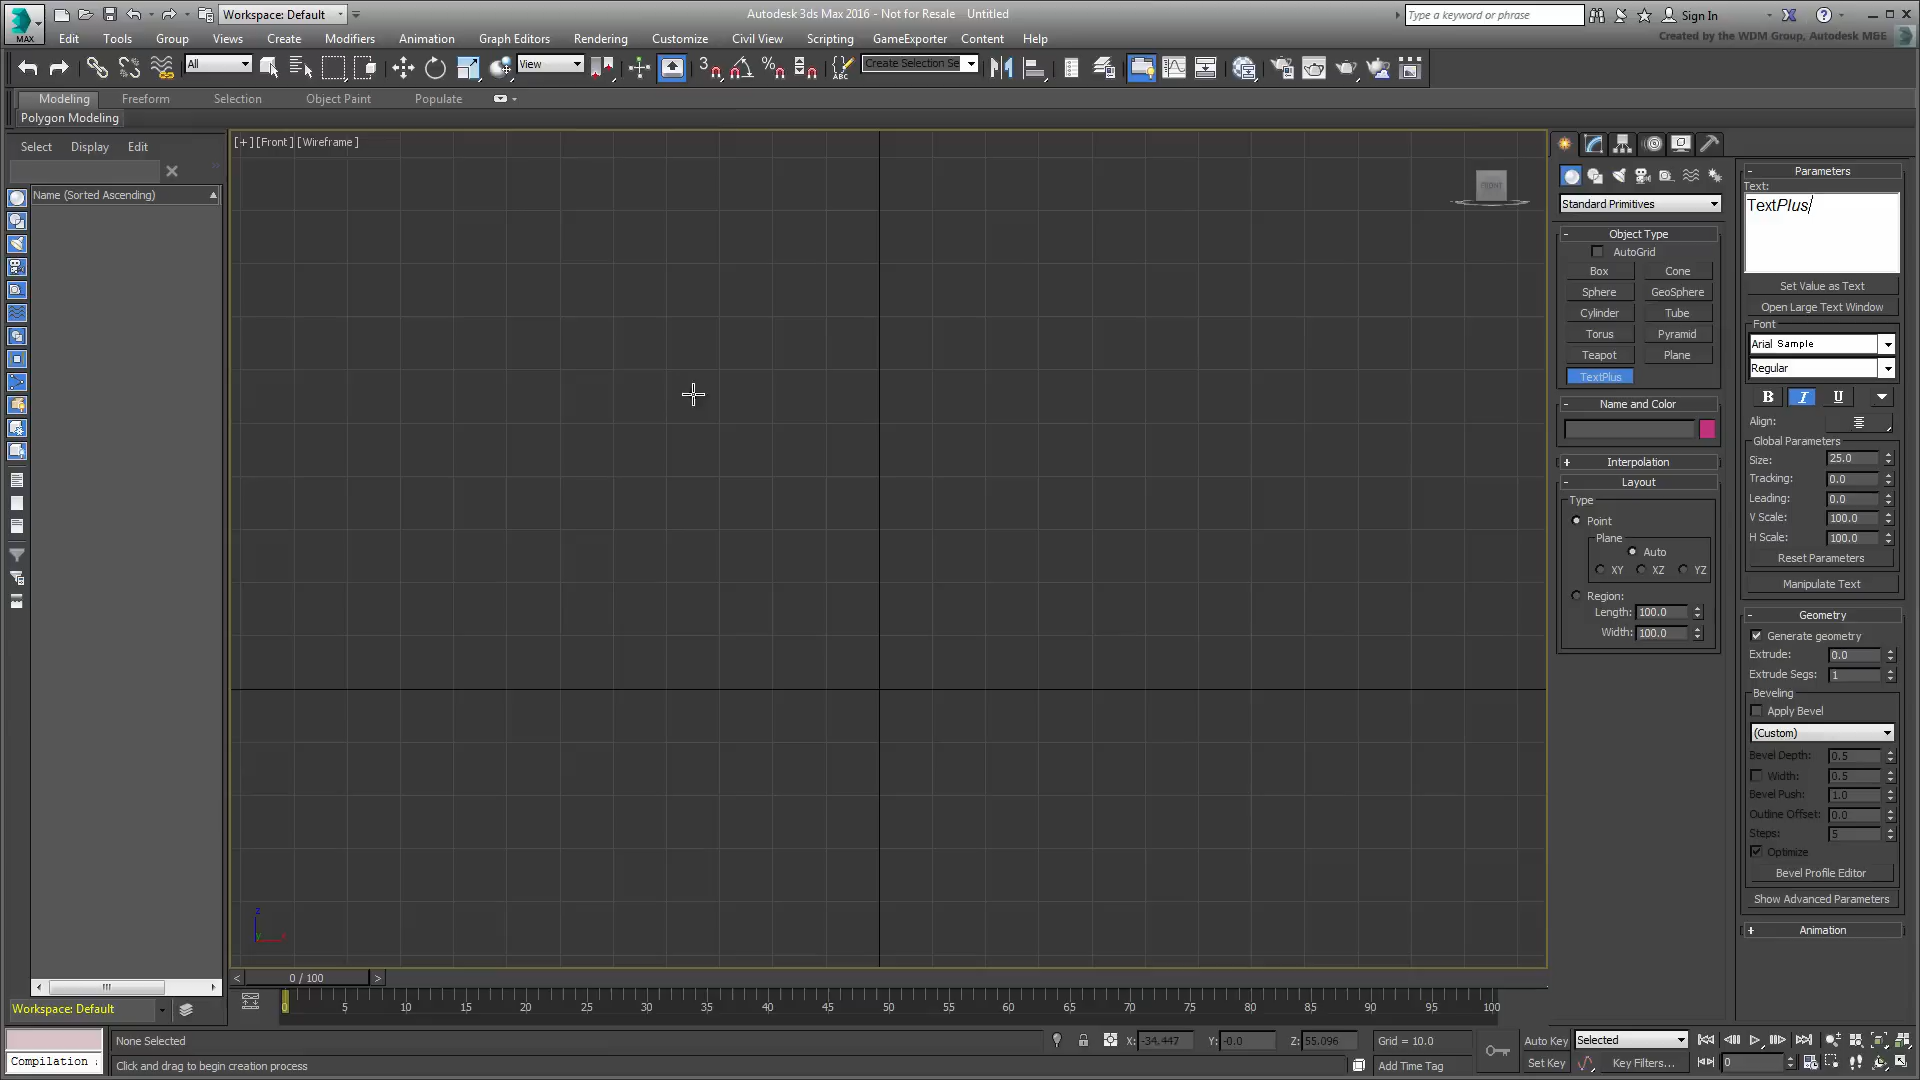 Workspace: Default
Autodesk 3ds Max 2016 - Not for Resale Untitled
Type a keyword or phrase
Sign In
MAX
Edit Tools Group Views Create Modifiers Animation Graph Editors Rendering Customize Civil View Scripting GameExporter Content Help
Created by the WDM Group, Autodesk M&E
All
View
3
%
ABC
Create Selection Se
Modeling Freeform Selection Object Paint Populate
Polygon Modeling
Select Display Edit
Name (Sorted Ascending)
[+] [Front ] [Wireframe ]
FRONT
z
x
Standard Primitives
- Object Type
AutoGrid
Box Cone
Sphere GeoSphere
Cylinder Tube
Torus Pyramid
Teapot Plane
TextPlus
- Name and Color
+ Interpolation
- Layout
Type
Point
Plane
Auto
XY XZ YZ
Region:
Length: 100.0
Width: 100.0
- Parameters
Text:
TextPlus
Set Value as Text
Open Large Text Window
Font
Arial Sample
Regular
B I U
Align:
Global Parameters
Size: 25.0
Tracking: 0.0
Leading: 0.0
V Scale: 100.0
H Scale: 100.0
Reset Parameters
Manipulate Text
- Geometry
Generate geometry
Extrude: 0.0
Extrude Segs: 1
Beveling
Apply Bevel
(Custom)
Bevel Depth: 0.5
Width: 0.5
Bevel Push: 1.0
Outline Offset: 0.0
Steps: 5
Optimize
Bevel Profile Editor
Show Advanced Parameters
+ Animation
< 0 / 100 >
0 5 10 15 20 25 30 35 40 45 50 55 60 65 70 75 80 85 90 95 100
Workspace: Default
None Selected
X: -34.447 Y: -0.0 Z: 55.096 Grid = 10.0
Auto Key Selected
Compilation :
Click and drag to begin creation process
Add Time Tag
Set Key Key Filters... 0